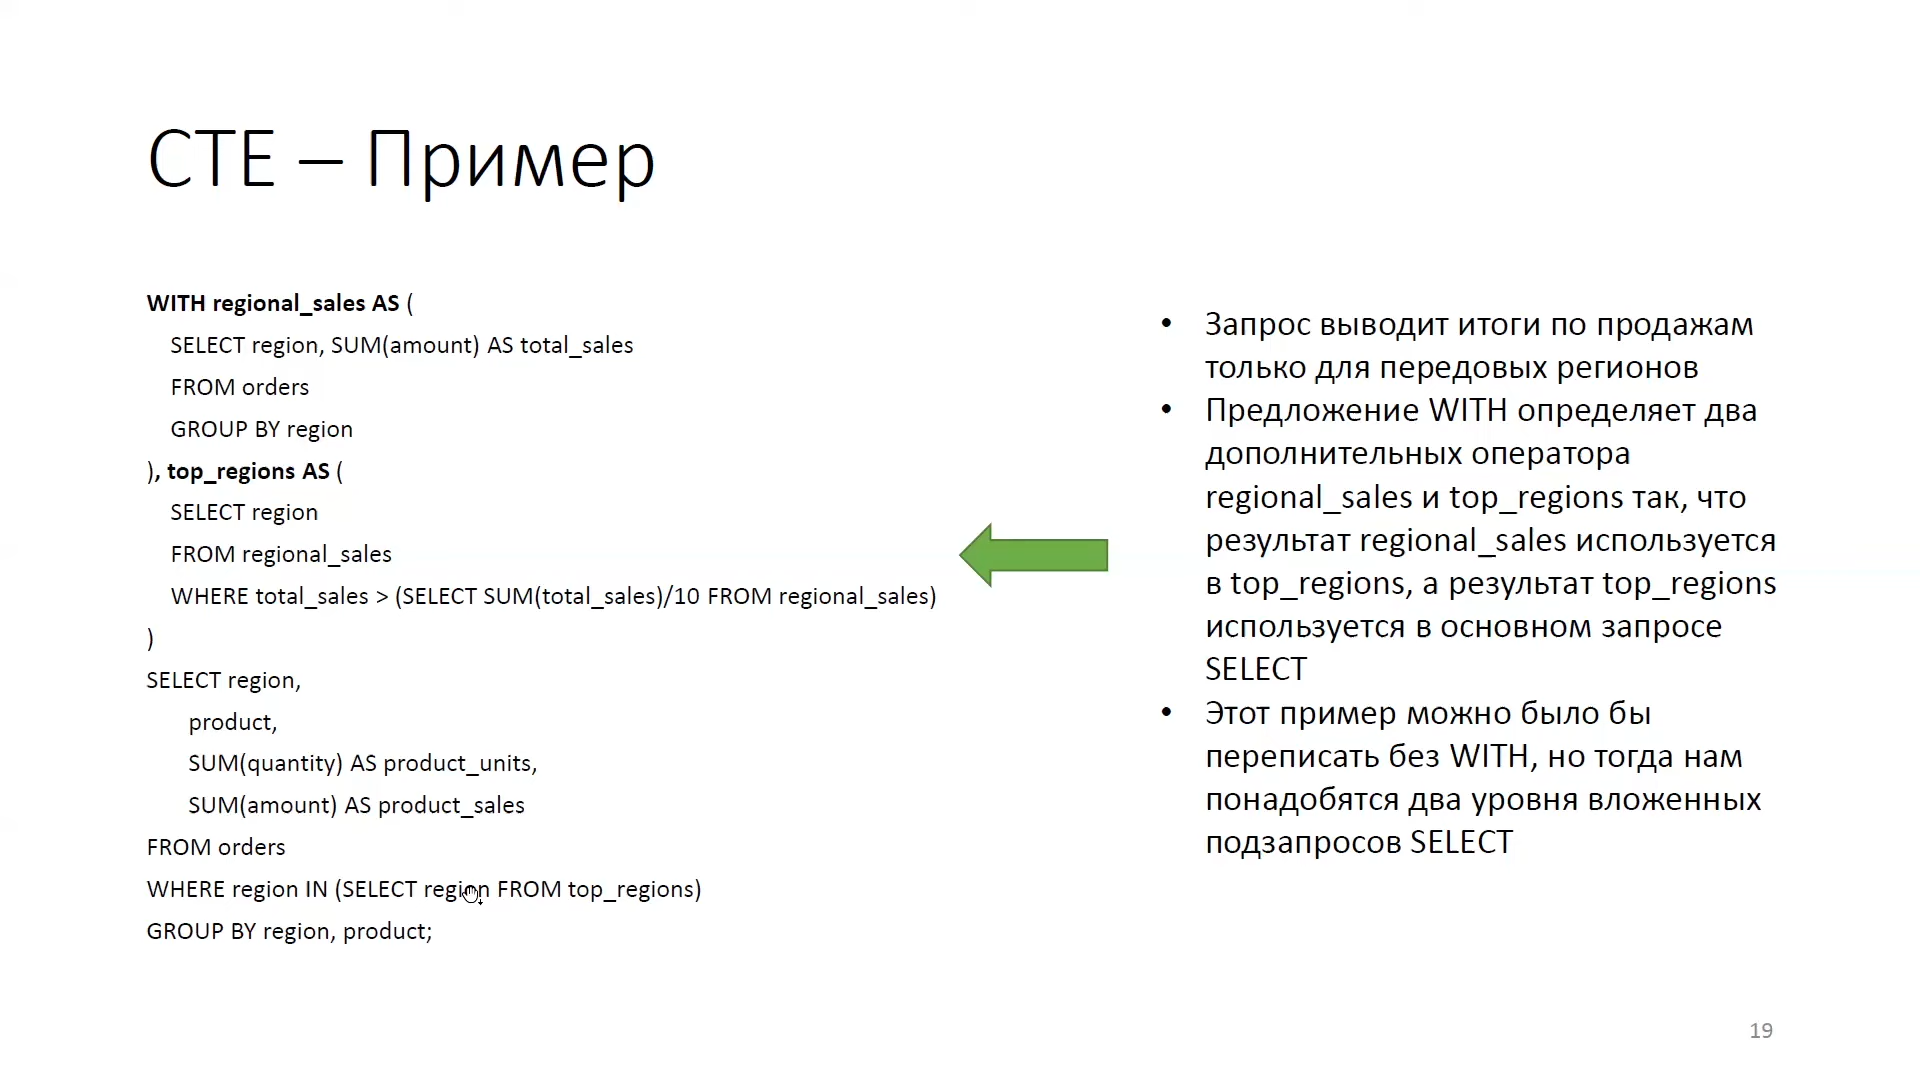 CTE – Пример
WITH regional_sales AS (
SELECT region, SUM(amount) AS total_sales
FROM orders
GROUP BY region
), top_regions AS (
SELECT region
FROM regional_sales
WHERE total_sales > (SELECT SUM(total_sales)/10 FROM regional_sales)
)
SELECT region,
product,
SUM(quantity) AS product_units,
SUM(amount) AS product_sales
FROM orders
WHERE region IN (SELECT region FROM top_regions)
GROUP BY region, product;
• Запрос выводит итоги по продажам
только для передовых регионов
• Предложение WITH определяет два
дополнительных оператора
regional_sales и top_regions так, что
результат regional_sales используется
в top_regions, а результат top_regions
используется в основном запросе
SELECT
• Этот пример можно было бы
переписать без WITH, но тогда нам
понадобятся два уровня вложенных
подзапросов SELECT
19